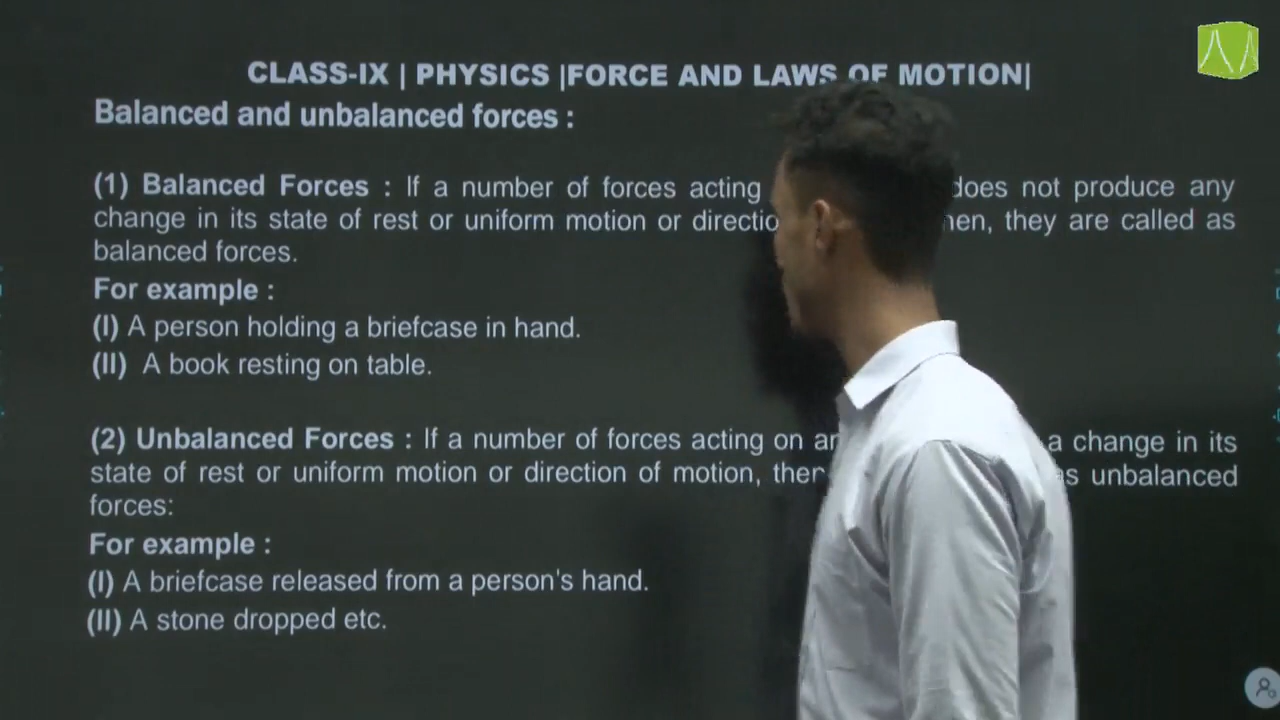 CLASS-IX | PHYSICS |FORCE AND LAWS OF MOTION|
Balanced and unbalanced forces :
(1) Balanced Forces : If a number of forces acting does not produce any
change in its state of rest or uniform motion or they are called as
balanced forces.
For example :
(I) A person holding a briefcase in hand.
(II) A book resting on table.
(2) Unbalanced Forces : If a number of forces acting on a change in its
state of rest or uniform motion or direction of motion, unbalanced
forces:
For example :
(I) A briefcase released from a person's hand.
(II) A stone dropped etc.